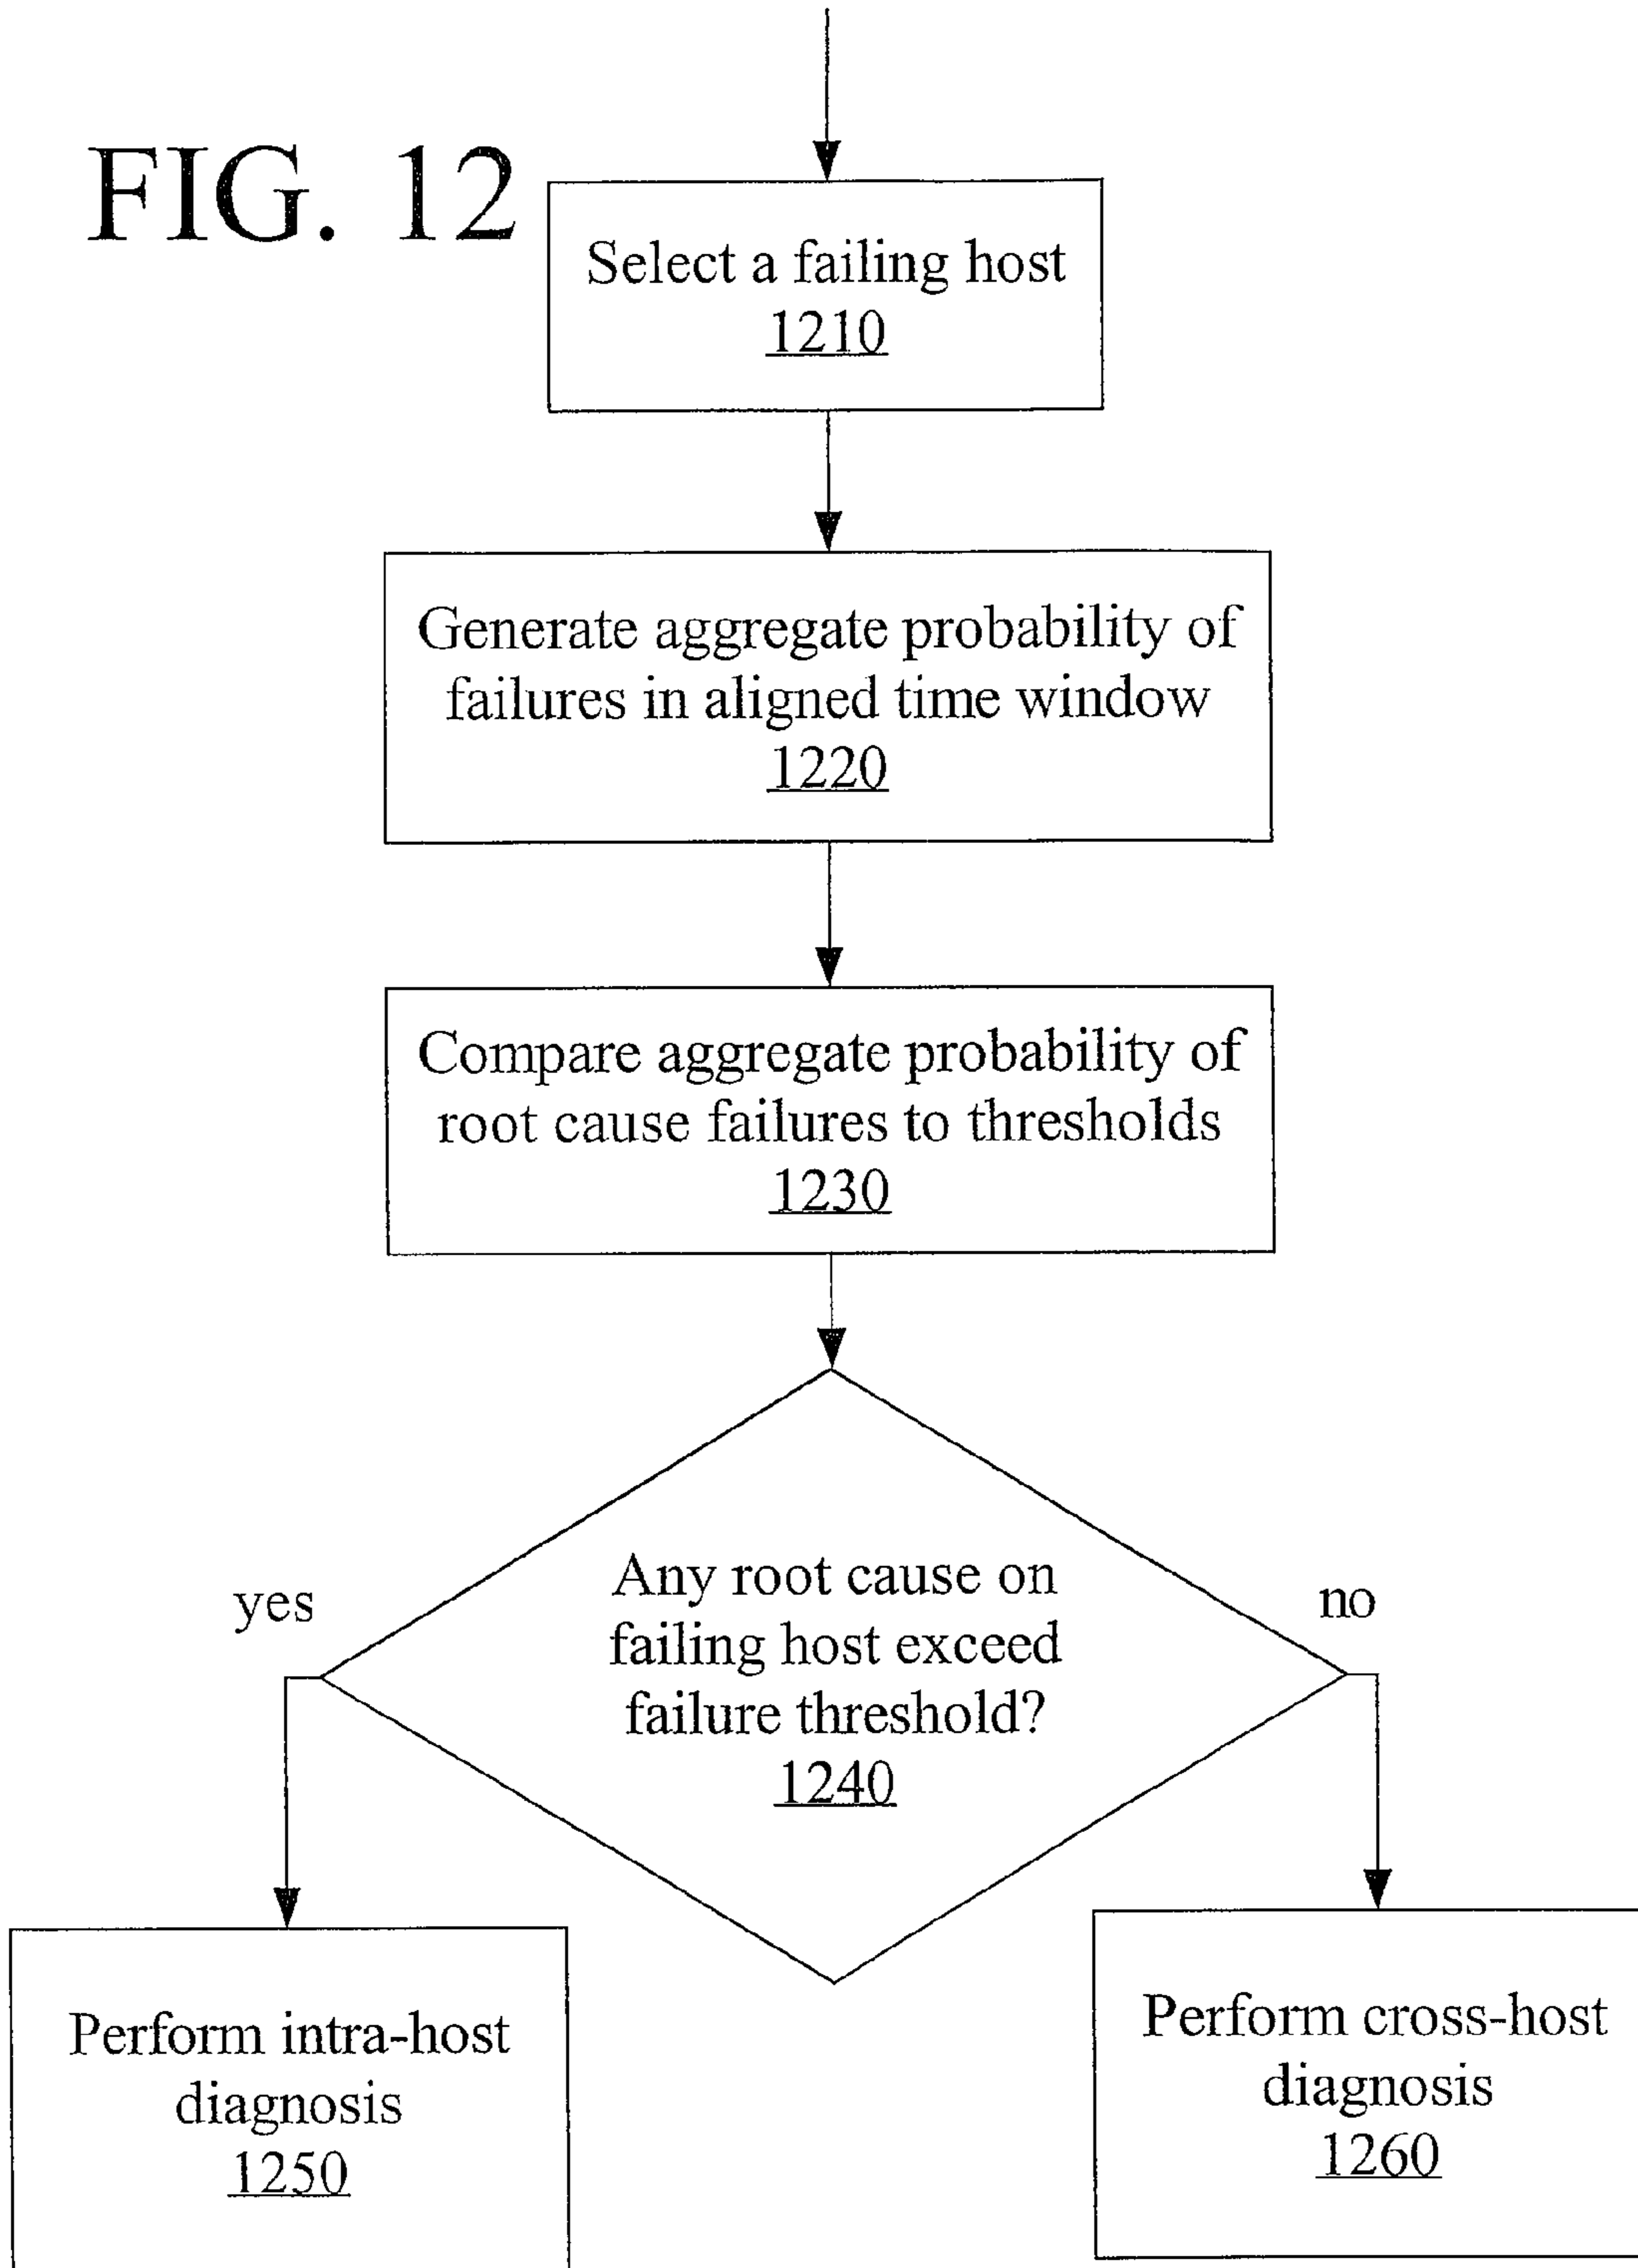 FIG. 12
Select a failing host
1210
Generate aggregate probability of
failures in aligned time window
1220
Compare aggregate probability of
root cause failures to thresholds
1230
Any root cause on
failing host exceed
failure threshold?
1240
yes
no
Perform intra-host
diagnosis
1250
Perform cross-host
diagnosis
1260